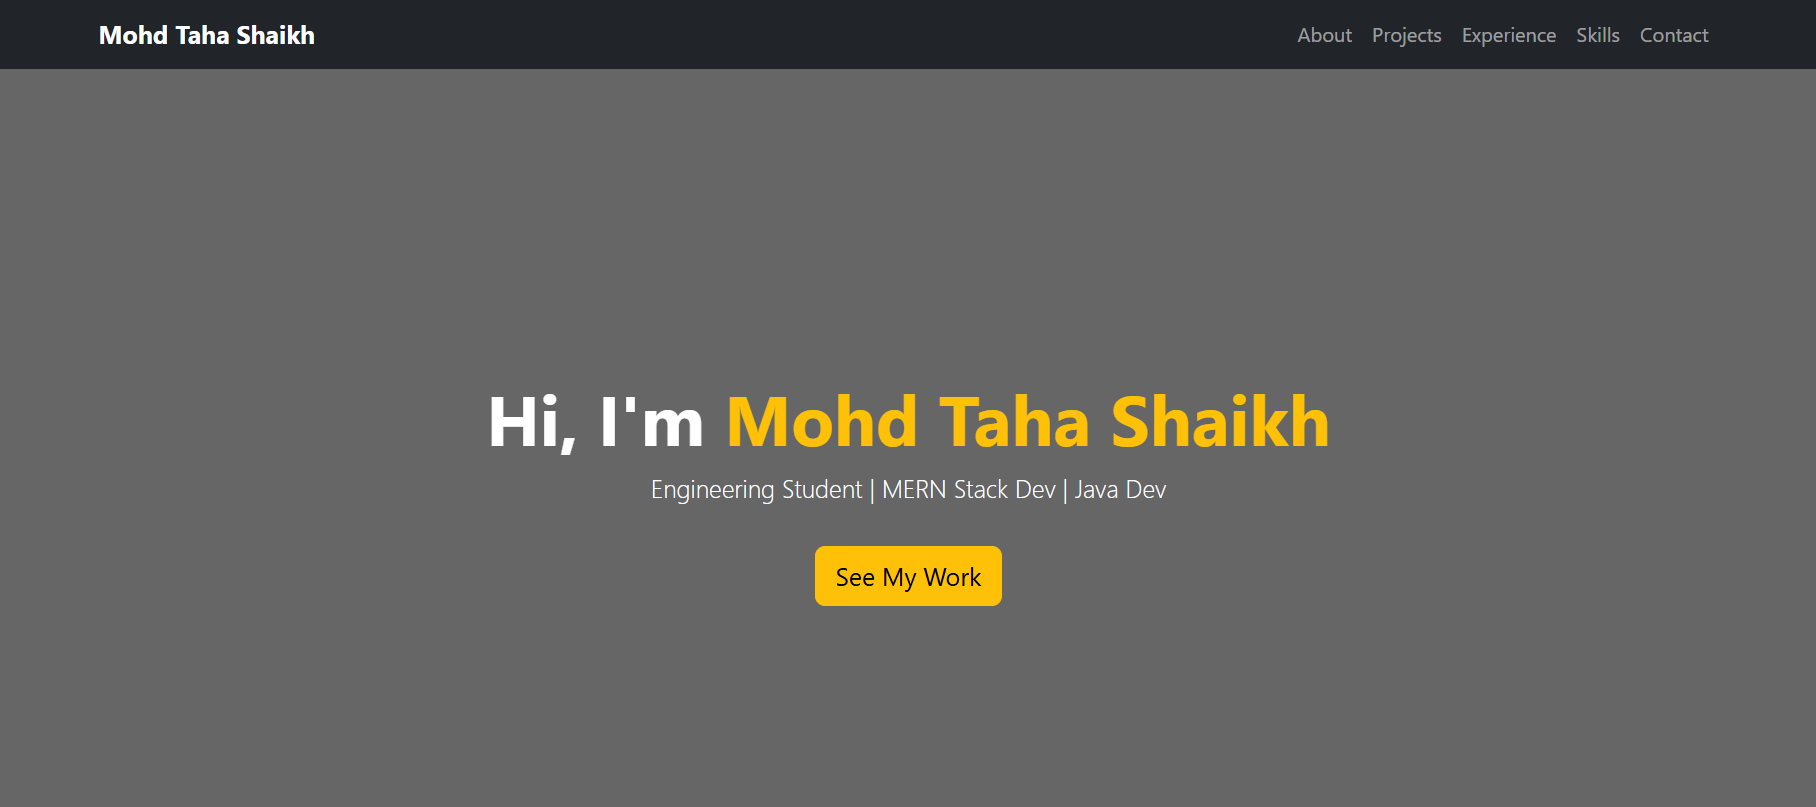 Mohd Taha Shaikh
About Projects Experience Skills Contact
Hi, I'm Mohd Taha Shaikh
Engineering Student | MERN Stack Dev | Java Dev
See My Work